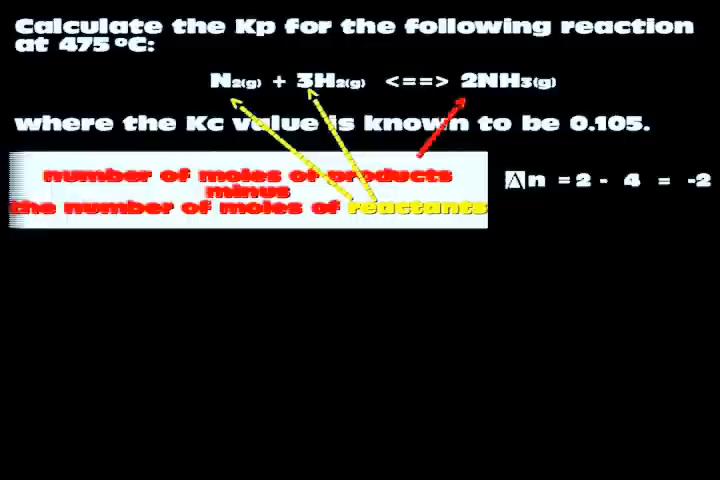 Calculate the Kp for the following reaction
at 475 °C:
N2(g) + 3H2(g) <==> 2NH3(g)
where the Kc value is known to be 0.105.
number of moles of products
minus
the number of moles of reactants
Δn = 2 - 4 = -2